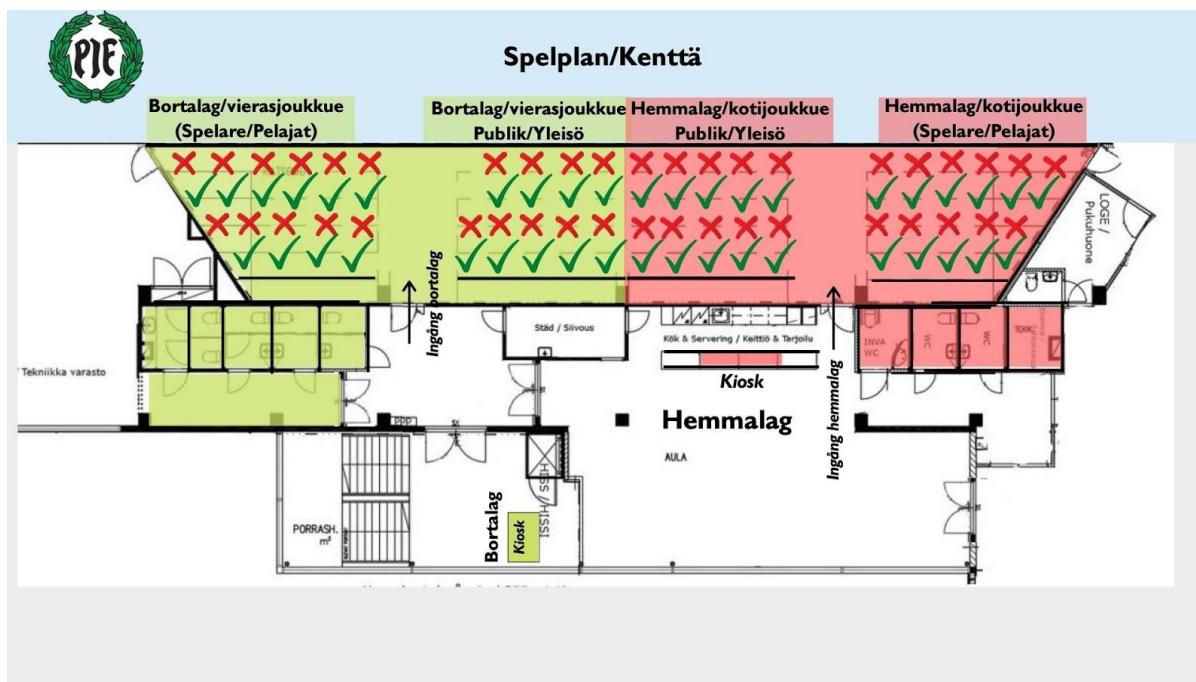 PIF
Spelplan/Kenttä
Bortalag/vierasjoukkue
(Spelare/Pelajat)
Bortalag/vierasjoukkue
Publik/Yleisö
Hemmalag/kotijoukkue
Publik/Yleisö
Hemmalag/kotijoukkue
(Spelare/Pelajat)
LOGE /
Pukuhuone
Ingång bortalag
Städ / Siivous
Kök & Servering / Keittiö & Tarjoilu
Kiosk
Ingång hemmalag
INVA
WC
WC
WC
TEKN
/ Tekniikka varasto
Hemmalag
AULA
HISS / HISSI
PORRASH.
m²
Bortalag
Kiosk